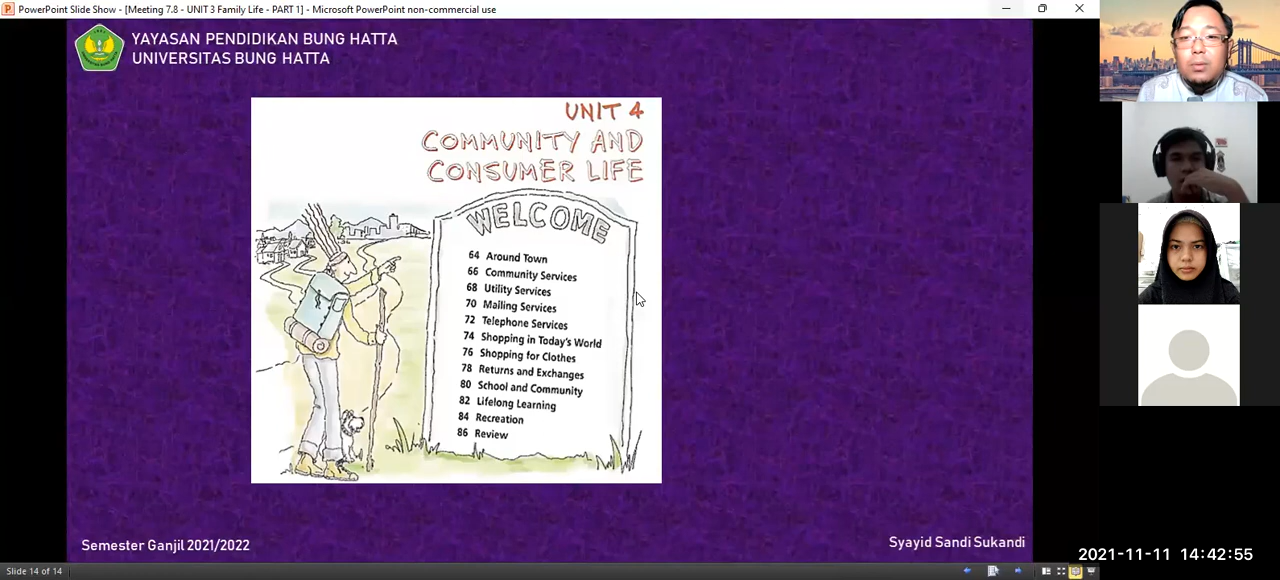 PowerPoint Slide Show - [Meeting 7.8 - UNIT 3 Family Life - PART 1] - Microsoft PowerPoint non-commercial use
YAYASAN PENDIDIKAN BUNG HATTA
UNIVERSITAS BUNG HATTA
UNIT 4
COMMUNITY AND
CONSUMER LIFE
WELCOME
64 Around Town
66 Community Services
68 Utility Services
70 Mailing Services
72 Telephone Services
74 Shopping in Today's World
76 Shopping for Clothes
78 Returns and Exchanges
80 School and Community
82 Lifelong Learning
84 Recreation
86 Review
Semester Ganjil 2021/2022
Syayid Sandi Sukandi
2021-11-11 14:42:55
Slide 14 of 14